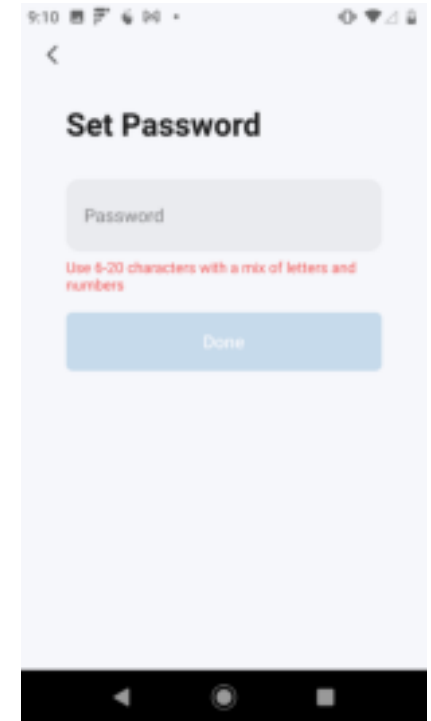 9:10
Set Password
Password
Use 6-20 characters with a mix of letters and
numbers
Done